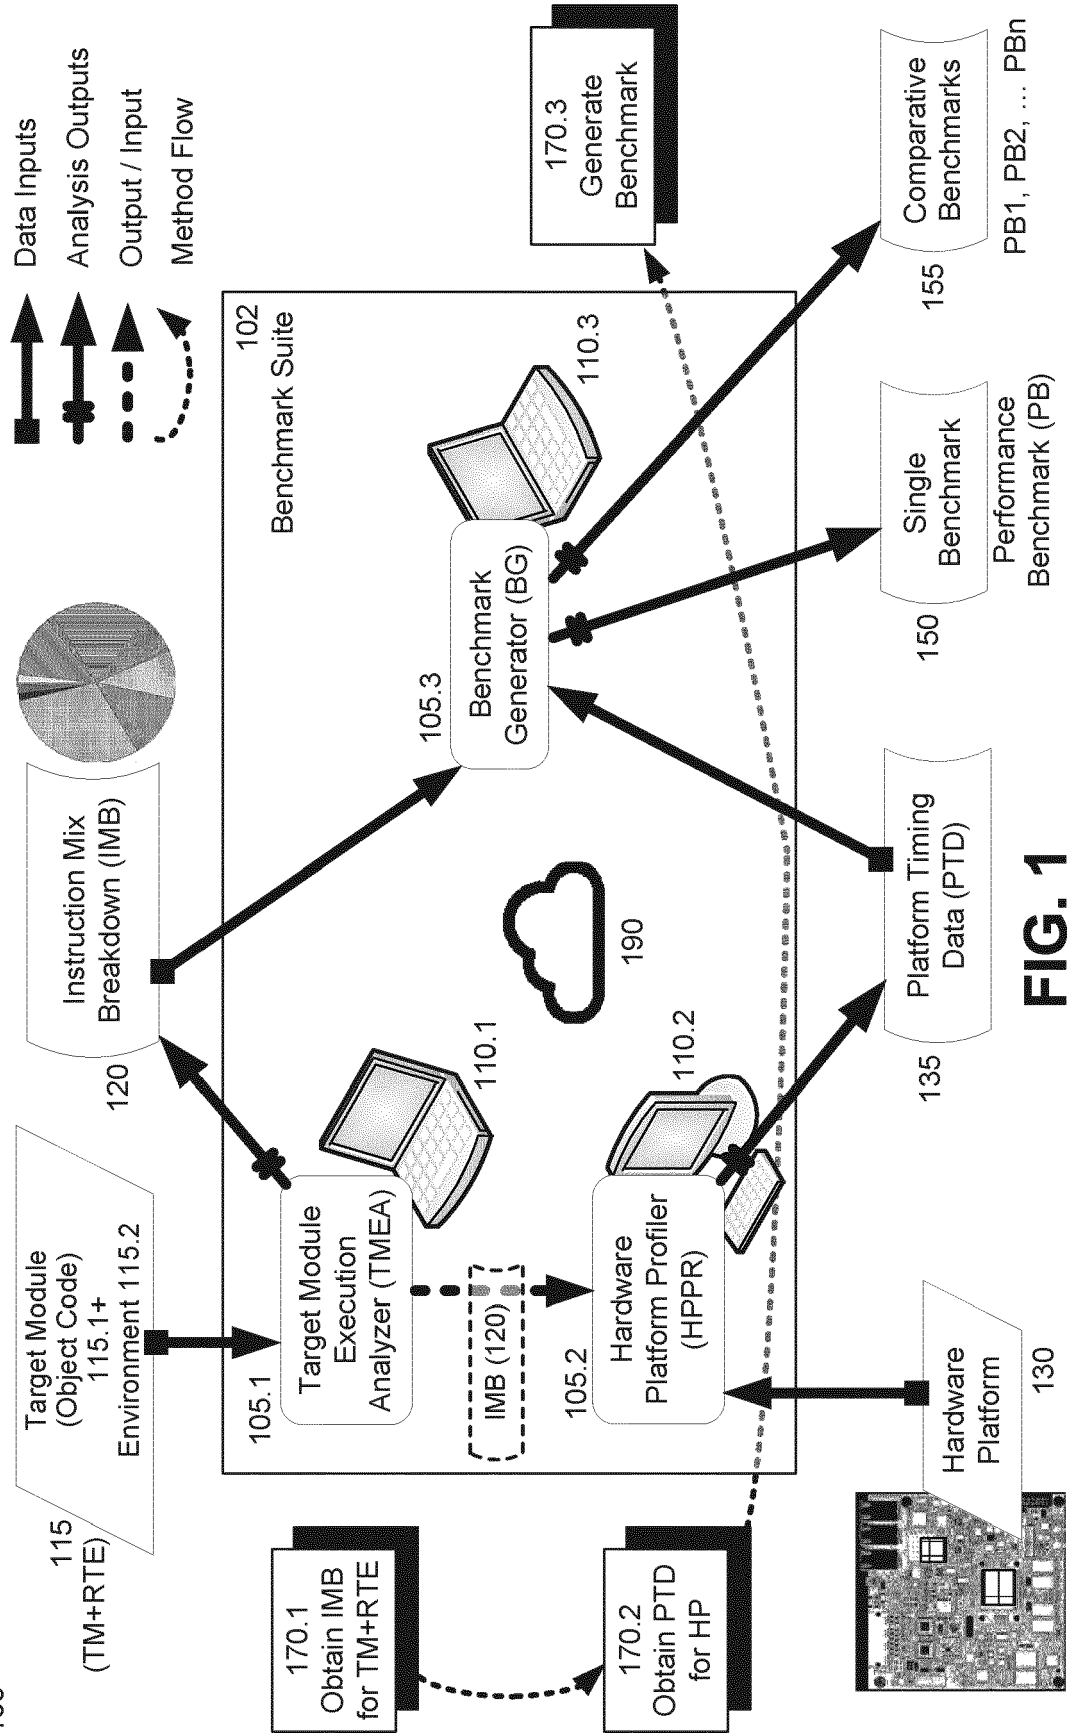 Data Inputs
Analysis Outputs
Output / Input
Method Flow
115
(TM+RTE)
Target Module
(Object Code)
115.1+
Environment 115.2
120
Instruction Mix
Breakdown (IMB)
102
Benchmark Suite
170.1
Obtain IMB
for TM+RTE
105.1
Target Module
Execution
Analyzer (TMEA)
110.1
IMB (120)
105.2
Hardware
Platform Profiler
(HPPR)
110.2
190
105.3
Benchmark
Generator (BG)
110.3
170.2
Obtain PTD
for HP
170.3
Generate
Benchmark
Hardware
Platform
130
135
Platform Timing
Data (PTD)
150
Single
Benchmark
Performance
Benchmark (PB)
155
Comparative
Benchmarks
PB1, PB2, ... PBn
FIG. 1